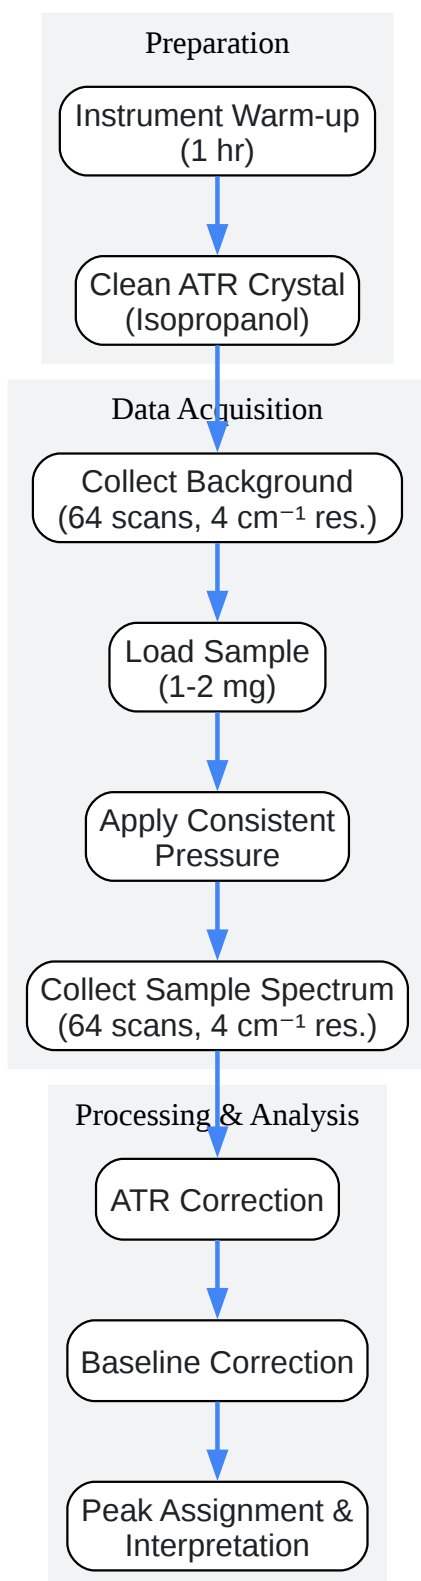 Preparation
Instrument Warm-up
(1 hr)
Clean ATR Crystal
(Isopropanol)
Data Acquisition
Collect Background
(64 scans, 4 cm⁻¹ res.)
Load Sample
(1-2 mg)
Apply Consistent
Pressure
Collect Sample Spectrum
(64 scans, 4 cm⁻¹ res.)
Processing & Analysis
ATR Correction
Baseline Correction
Peak Assignment &
Interpretation